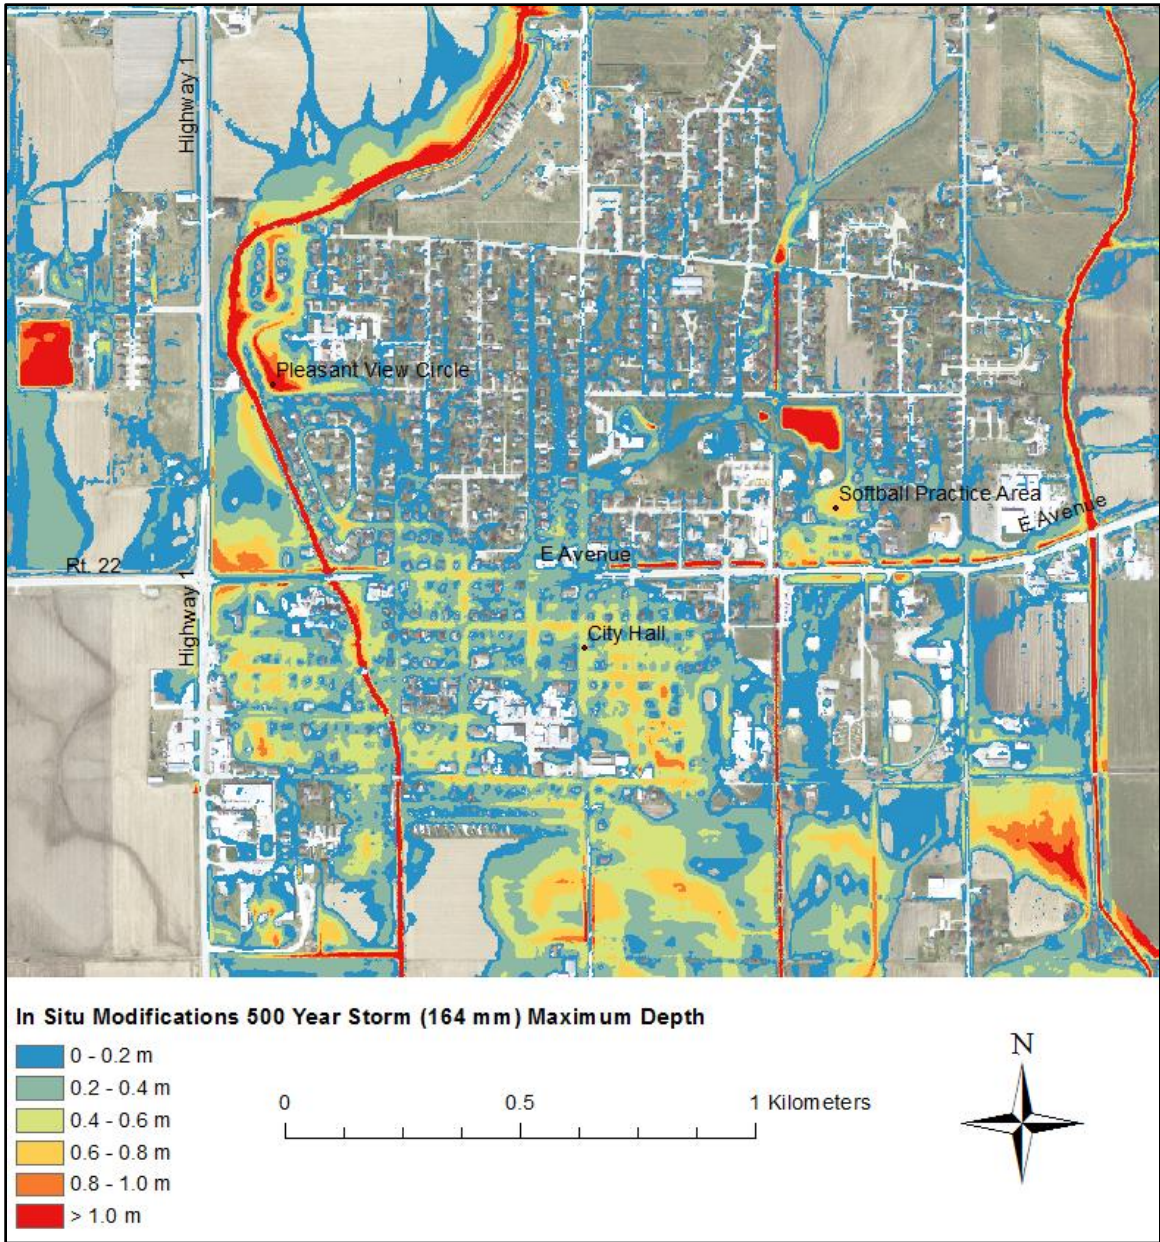 Highway 1
Pleasant View Circle
Softball Practice Area
E Avenue
E Avenue
Rt. 22
Highway 1
City Hall
In Situ Modifications 500 Year Storm (164 mm) Maximum Depth
0 - 0.2 m
0.2 - 0.4 m
0.4 - 0.6 m
0.6 - 0.8 m
0.8 - 1.0 m
> 1.0 m
0 0.5 1 Kilometers
N